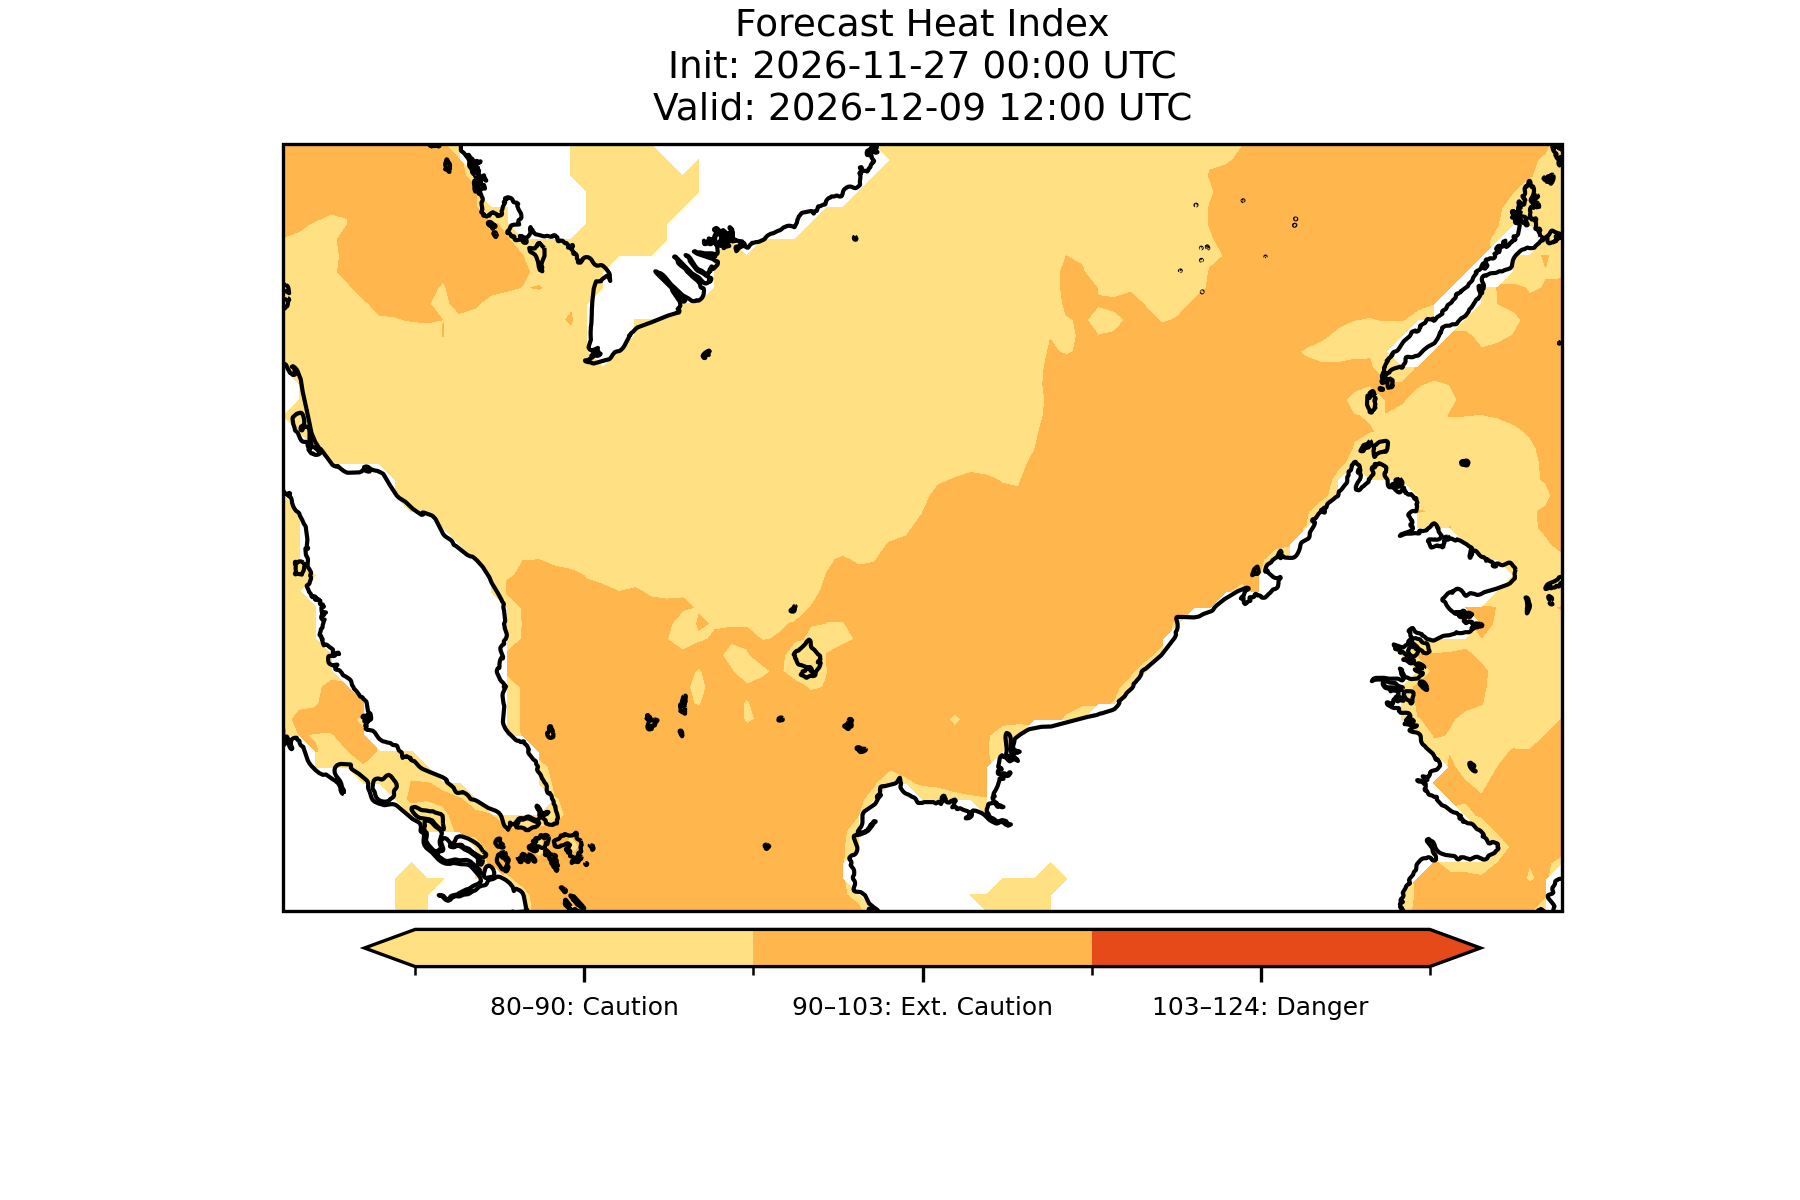 Forecast Heat Index
Init: 2026-11-27 00:00 UTC
Valid: 2026-12-09 12:00 UTC
80–90: Caution
90–103: Ext. Caution
103–124: Danger